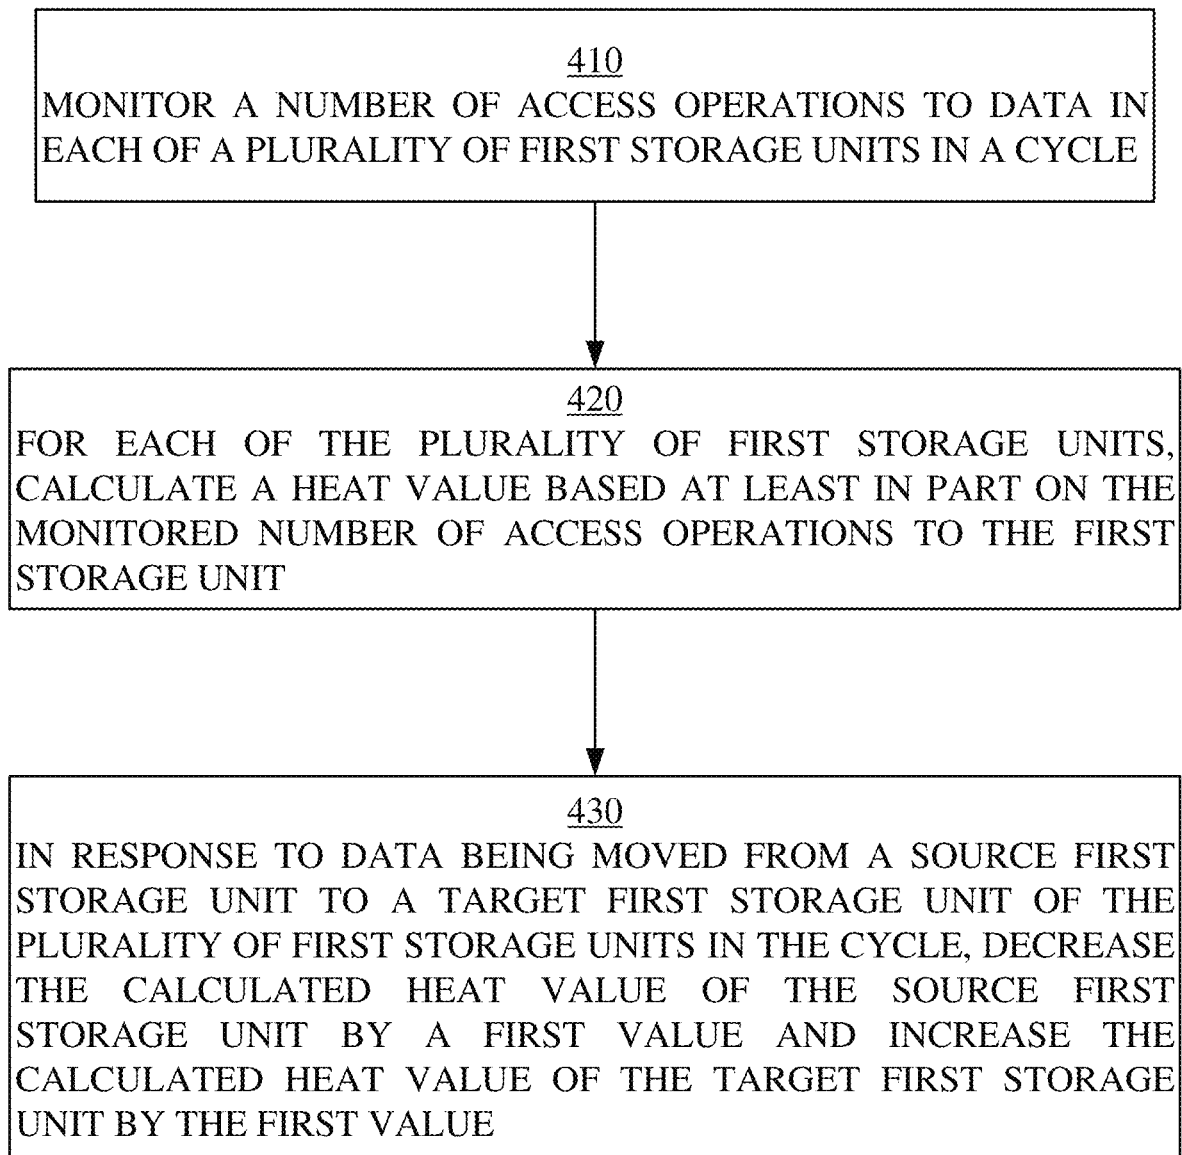 410
MONITOR A NUMBER OF ACCESS OPERATIONS TO DATA IN
EACH OF A PLURALITY OF FIRST STORAGE UNITS IN A CYCLE
420
FOR EACH OF THE PLURALITY OF FIRST STORAGE UNITS,
CALCULATE A HEAT VALUE BASED AT LEAST IN PART ON THE
MONITORED NUMBER OF ACCESS OPERATIONS TO THE FIRST
STORAGE UNIT
430
IN RESPONSE TO DATA BEING MOVED FROM A SOURCE FIRST
STORAGE UNIT TO A TARGET FIRST STORAGE UNIT OF THE
PLURALITY OF FIRST STORAGE UNITS IN THE CYCLE, DECREASE
THE CALCULATED HEAT VALUE OF THE SOURCE FIRST
STORAGE UNIT BY A FIRST VALUE AND INCREASE THE
CALCULATED HEAT VALUE OF THE TARGET FIRST STORAGE
UNIT BY THE FIRST VALUE